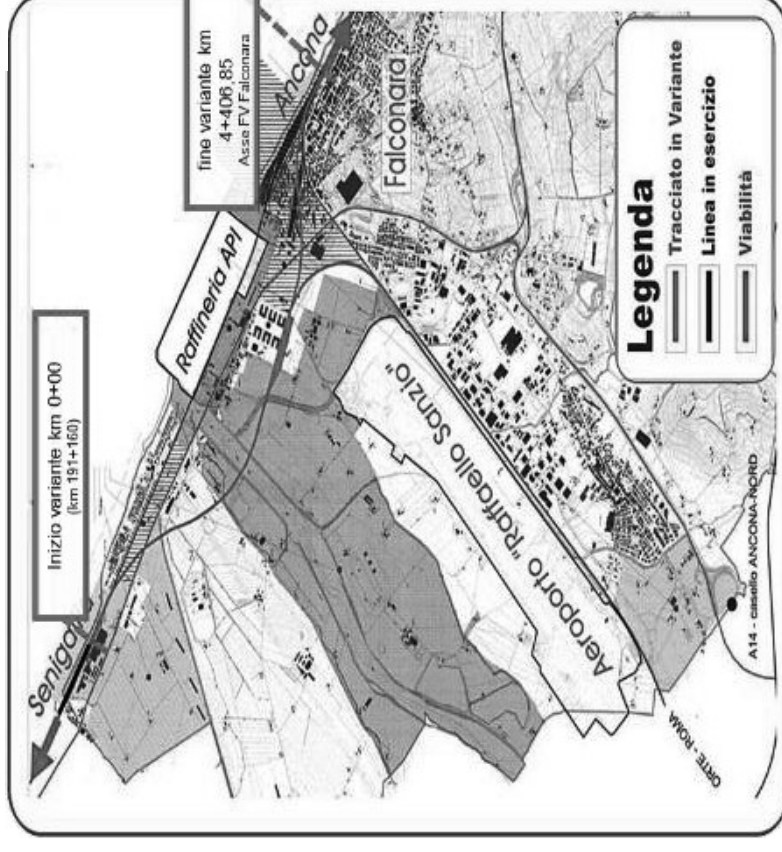 Inizio variante km 0+00
(km 191+160)
fine variante km
4+406,85
Asse FV Falconara
Ancona
Raffineria API
Falconara
Aeroporto "Raffaello Sanzio"
ORTE - ROMA
A14 - casello ANCONA-NORD
Legenda
Tracciato in Variante
Linea in esercizio
Viabilità